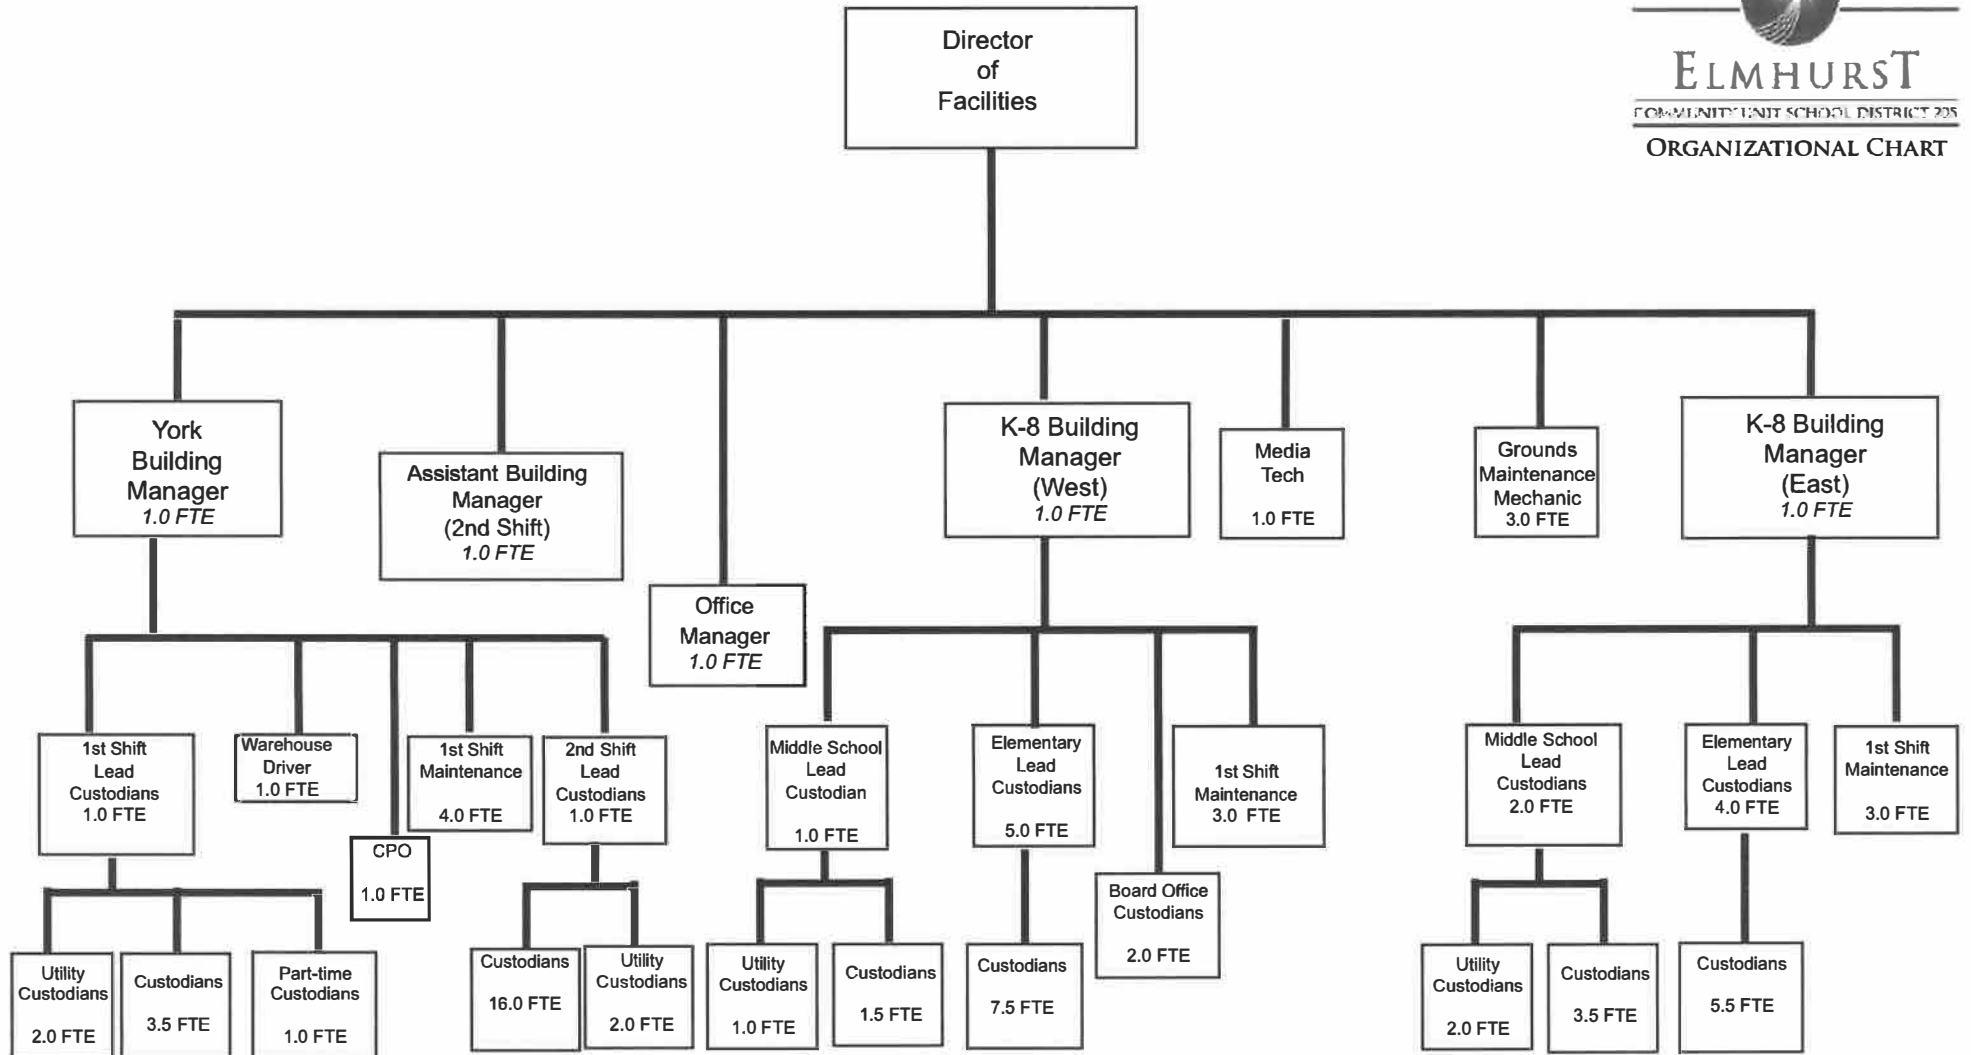 Director
of
Facilities
ELMHURST
COMMUNITY UNIT SCHOOL DISTRICT 205
ORGANIZATIONAL CHART
York
Building
Manager
1.0 FTE
Assistant Building
Manager
(2nd Shift)
1.0 FTE
Office
Manager
1.0 FTE
K-8 Building
Manager
(West)
1.0 FTE
Media
Tech
1.0 FTE
Grounds
Maintenance
Mechanic
3.0 FTE
K-8 Building
Manager
(East)
1.0 FTE
1st Shift
Lead
Custodians
1.0 FTE
Warehouse
Driver
1.0 FTE
CPO
1.0 FTE
1st Shift
Maintenance
4.0 FTE
2nd Shift
Lead
Custodians
1.0 FTE
Middle School
Lead
Custodian
1.0 FTE
Elementary
Lead
Custodians
5.0 FTE
Board Office
Custodians
2.0 FTE
1st Shift
Maintenance
3.0 FTE
Middle School
Lead
Custodians
2.0 FTE
Elementary
Lead
Custodians
4.0 FTE
1st Shift
Maintenance
3.0 FTE
Utility
Custodians
2.0 FTE
Custodians
3.5 FTE
Part-time
Custodians
1.0 FTE
Custodians
16.0 FTE
Utility
Custodians
2.0 FTE
Utility
Custodians
1.0 FTE
Custodians
1.5 FTE
Custodians
7.5 FTE
Utility
Custodians
2.0 FTE
Custodians
3.5 FTE
Custodians
5.5 FTE